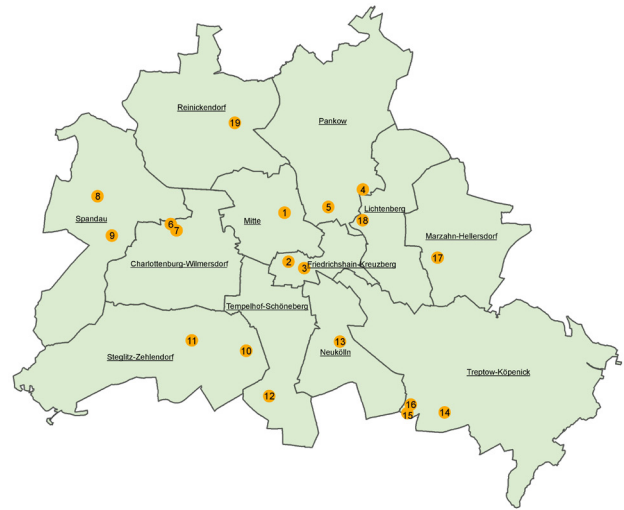 Reinickendorf
19
Pankow
8
4
5
Lichtenberg
1
Spandau
Mitte
18
6
7
9
Marzahn-Hellersdorf
17
Charlottenburg-Wilmersdorf
2
3
Friedrichshain-Kreuzberg
Tempelhof-Schöneberg
11
13
10
Steglitz-Zehlendorf
Neukölln
Treptow-Köpenick
12
16
15
14